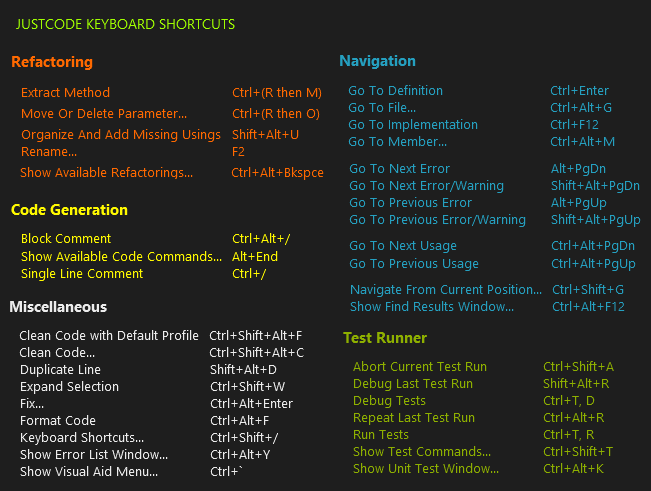 JUSTCODE KEYBOARD SHORTCUTS
Refactoring
Extract Method Ctrl+(R then M)
Move Or Delete Parameter... Ctrl+(R then O)
Organize And Add Missing Usings Shift+Alt+U
Rename... F2
Show Available Refactorings... Ctrl+Alt+Bkspce
Code Generation
Block Comment Ctrl+Alt+/
Show Available Code Commands... Alt+End
Single Line Comment Ctrl+/
Miscellaneous
Clean Code with Default Profile Ctrl+Shift+Alt+F
Clean Code... Ctrl+Shift+Alt+C
Duplicate Line Shift+Alt+D
Expand Selection Ctrl+Shift+W
Fix... Ctrl+Alt+Enter
Format Code Ctrl+Alt+F
Keyboard Shortcuts... Ctrl+Shift+/
Show Error List Window... Ctrl+Alt+Y
Show Visual Aid Menu... Ctrl+`
Navigation
Go To Definition Ctrl+Enter
Go To File... Ctrl+Alt+G
Go To Implementation Ctrl+F12
Go To Member... Ctrl+Alt+M
Go To Next Error Alt+PgDn
Go To Next Error/Warning Shift+Alt+PgDn
Go To Previous Error Alt+PgUp
Go To Previous Error/Warning Shift+Alt+PgUp
Go To Next Usage Ctrl+Alt+PgDn
Go To Previous Usage Ctrl+Alt+PgUp
Navigate From Current Position... Ctrl+Shift+G
Show Find Results Window... Ctrl+Alt+F12
Test Runner
Abort Current Test Run Ctrl+Shift+A
Debug Last Test Run Shift+Alt+R
Debug Tests Ctrl+T, D
Repeat Last Test Run Ctrl+Alt+R
Run Tests Ctrl+T, R
Show Test Commands... Ctrl+Shift+T
Show Unit Test Window... Ctrl+Alt+K